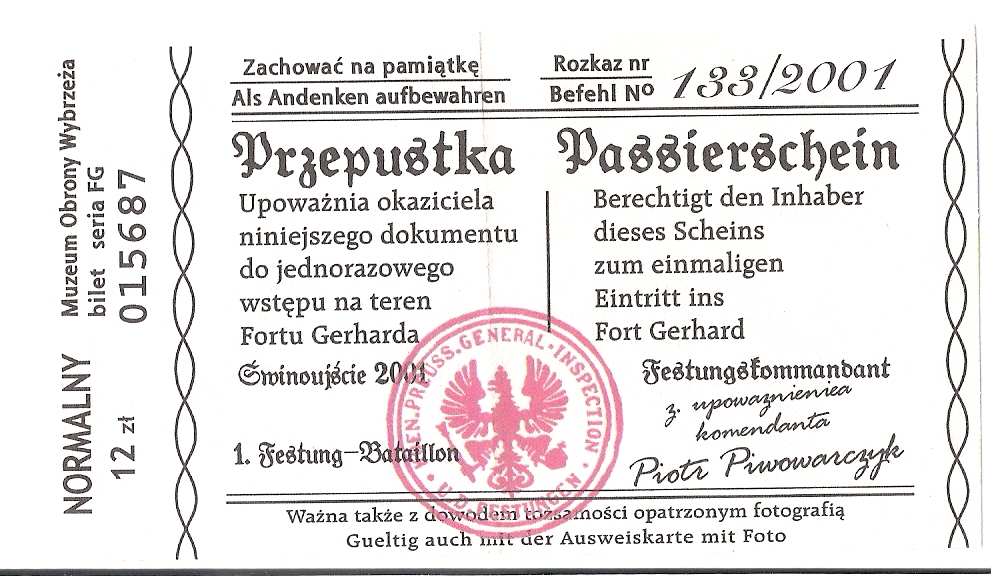 Muzeum Obrony Wybrzeża
bilet seria FG
015687
NORMALNY
12 zł
Zachować na pamiątkę
Als Andenken aufbewahren
Rozkaz nr
Befehl Nº
133/2001
Przepustka
Upoważnia okaziciela
niniejszego dokumentu
do jednorazowego
wstępu na teren
Fortu Gerharda
Świnoujście 2001
1. Festung-Bataillon
Passierschein
Berechtigt den Inhaber
dieses Scheins
zum einmaligen
Eintritt ins
Fort Gerhard
Festungskommandant
z. upoważnieniea
komendanta
Piotr Piwowarczyk
PREUSS. GENERAL-INSPECTION
U. D. FESTUNGEN
Ważna także z dowodem tożsamości opatrzonym fotografią
Gueltig auch mit der Ausweiskarte mit Foto